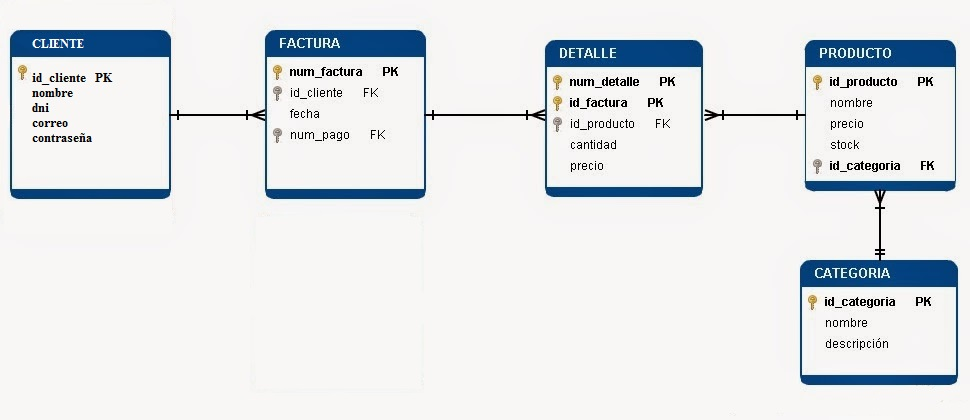 CLIENTE
id_cliente PK
nombre
dni
correo
contraseña
FACTURA
num_factura PK
id_cliente FK
fecha
num_pago FK
DETALLE
num_detalle PK
id_factura PK
id_producto FK
cantidad
precio
PRODUCTO
id_producto PK
nombre
precio
stock
id_categoria FK
CATEGORIA
id_categoria PK
nombre
descripción